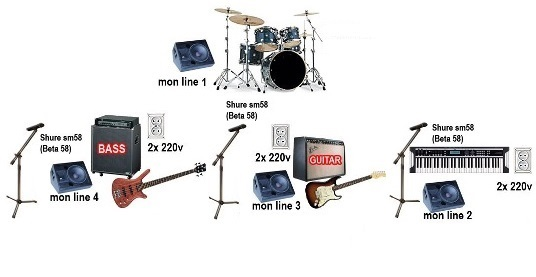 mon line 1
Shure sm58
(Beta 58)
BASS
2x 220v
mon line 4
Shure sm58
(Beta 58)
GUITAR
2x 220v
mon line 3
Shure sm58
(Beta 58)
2x 220v
mon line 2